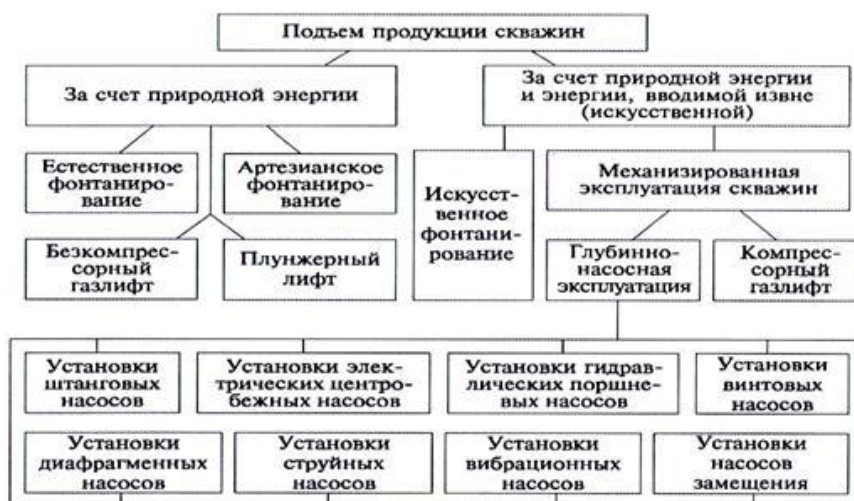 Подъем продукции скважин
За счет природной энергии
За счет природной энергии
и энергии, вводимой извне
(искусственной)
Естественное
фонтаниро-
вание
Артезианское
фонтаниро-
вание
Безкомпрес-
сорный
газлифт
Плунжерный
лифт
Искусст-
венное
фонтани-
рование
Механизированная
эксплуатация скважин
Глубинно-
насосная
эксплуатация
Компрес-
сорный
газлифт
Установки
штанговых
насосов
Установки элек-
трических центро-
бежных насосов
Установки гидрав-
лических поршне-
вых насосов
Установки
винтовых
насосов
Установки
диафрагменных
насосов
Установки
струйных
насосов
Установки
вибрационных
насосов
Установки
насосов
замещения